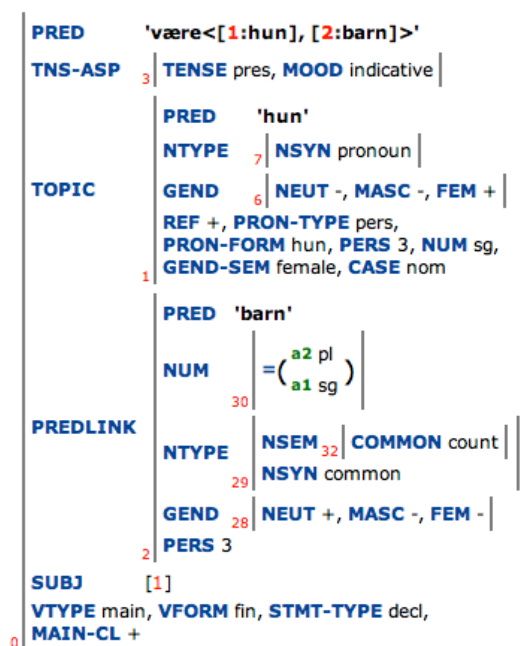 PRED 'være<[1:hun], [2:barn]>'
TNS-ASP 3 TENSE pres, MOOD indicative
PRED 'hun'
NTYPE 7 NSYN pronoun
TOPIC GEND 6 NEUT -, MASC -, FEM +
REF +, PRON-TYPE pers,
PRON-FORM hun, PERS 3, NUM sg,
1 GEND-SEM female, CASE nom
PRED 'barn'
a2 pl
NUM =( )
a1 sg
30
PREDLINK
NSEM 32 COMMON count
NTYPE
29 NSYN common
GEND 28 NEUT +, MASC -, FEM -
2 PERS 3
SUBJ [1]
VTYPE main, VFORM fin, STMT-TYPE decl,
0 MAIN-CL +